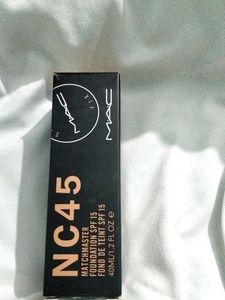 MAC
MAC
NC45
MATCHMASTER
FOUNDATION SPF 15
FOND DE TEINT SPF 15
40ML/1.2 FL OZ ℮